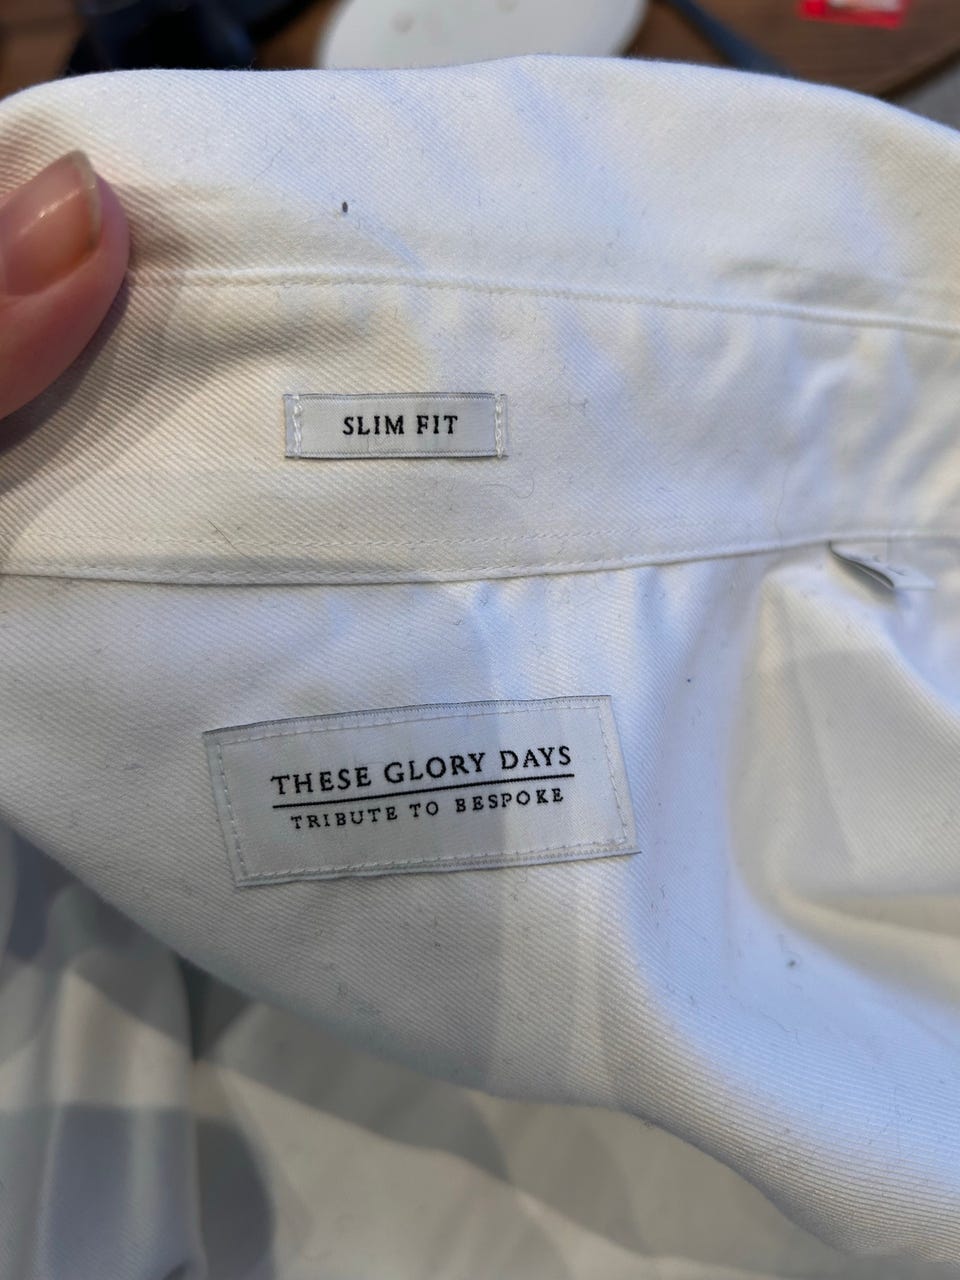 SLIM FIT
THESE GLORY DAYS
TRIBUTE TO BESPOKE